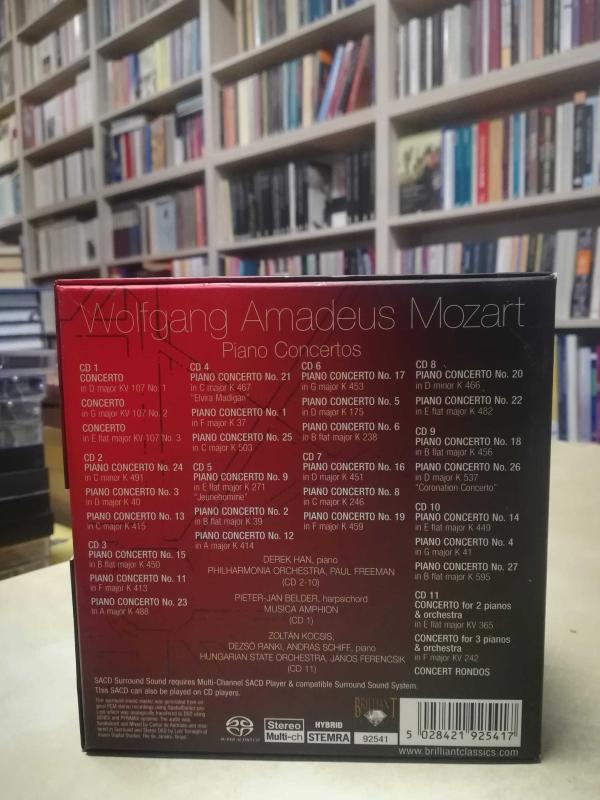 Wolfgang Amadeus Mozart
Piano Concertos
CD 1
CONCERTO
in D major KV 107 No. 1
CONCERTO
in G major KV 107 No. 2
CONCERTO
in E flat major KV 107 No. 3
CD 2
PIANO CONCERTO No. 24
in C minor K 491
PIANO CONCERTO No. 3
in D major K 40
PIANO CONCERTO No. 13
in C major K 415
CD 3
PIANO CONCERTO No. 15
in B flat major K 450
PIANO CONCERTO No. 11
in F major K 413
PIANO CONCERTO No. 23
in A major K 488
CD 4
PIANO CONCERTO No. 21
in C major K 467
"Elvira Madigan"
PIANO CONCERTO No. 1
in F major K 37
PIANO CONCERTO No. 25
in C major K 503
CD 5
PIANO CONCERTO No. 9
in E flat major K 271
"Jeunehomme"
PIANO CONCERTO No. 2
in B flat major K 39
PIANO CONCERTO No. 12
in A major K 414
CD 6
PIANO CONCERTO No. 17
in G major K 453
PIANO CONCERTO No. 5
in D major K 175
PIANO CONCERTO No. 6
in B flat major K 238
CD 7
PIANO CONCERTO No. 16
in D major K 451
PIANO CONCERTO No. 8
in C major K 246
PIANO CONCERTO No. 19
in F major K 459
CD 8
PIANO CONCERTO No. 20
in D minor K 466
PIANO CONCERTO No. 22
in E flat major K 482
CD 9
PIANO CONCERTO No. 18
in B flat major K 456
PIANO CONCERTO No. 26
in D major K 537
"Coronation Concerto"
CD 10
PIANO CONCERTO No. 14
in E flat major K 449
PIANO CONCERTO No. 4
in G major K 41
PIANO CONCERTO No. 27
in B flat major K 595
CD 11
CONCERTO for 2 pianos
& orchestra
in E flat major KV 365
CONCERTO for 3 pianos
& orchestra
in F major KV 242
CONCERT RONDOS
DEREK HAN, piano
PHILHARMONIA ORCHESTRA, PAUL FREEMAN
(CD 2-10)
PIETER-JAN BELDER, harpsichord
MUSICA AMPHION
(CD 1)
ZOLTÁN KOCSIS,
DEZSŐ RANKI, ANDRÁS SCHIFF, piano
HUNGARIAN STATE ORCHESTRA, JÁNOS FERENCSIK
(CD 11)
SACD Surround Sound requires Multi-Channel SACD Player & compatible Surround Sound System.
This SACD can also be played on CD players.
SUPER AUDIO CD
Stereo
Multi-ch
HYBRID
STEMRA
92541
BRILLIANT
5 028421 925417
www.brilliantclassics.com